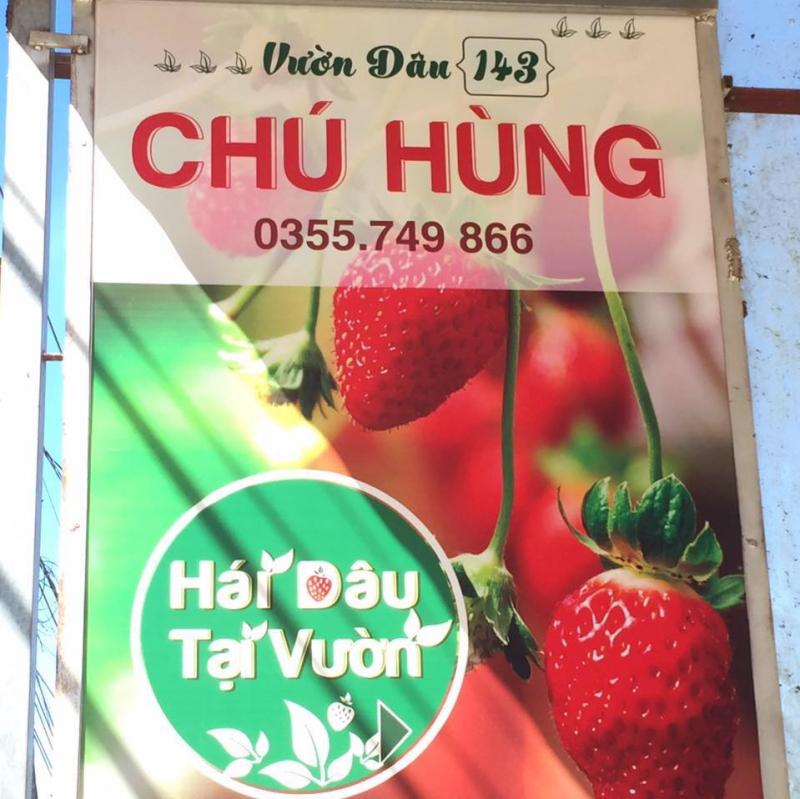 Vườn Dâu 143
CHÚ HÙNG
0355.749 866
Hái Dâu
Tại Vườn